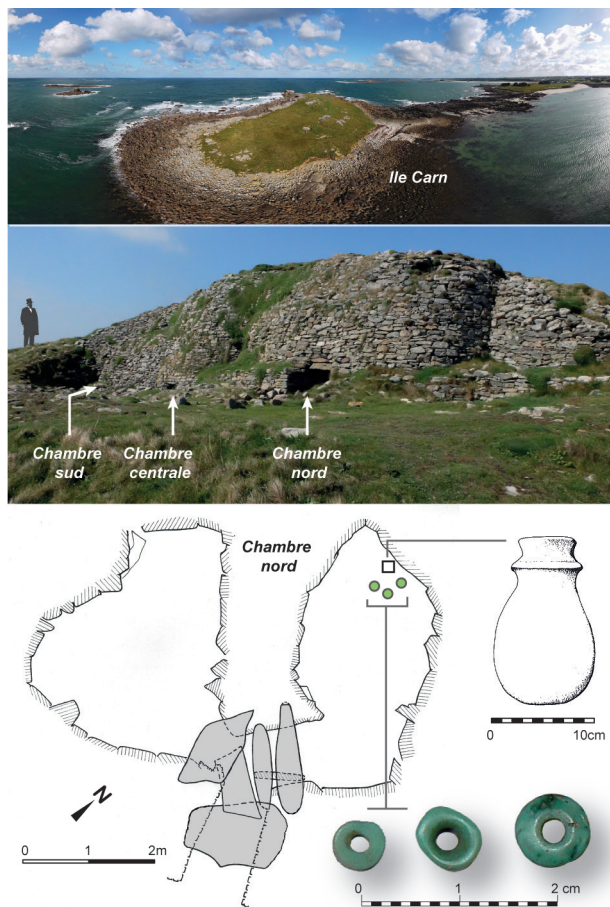 Ile Carn
Chambre
sud
Chambre
centrale
Chambre
nord
Chambre
nord
0 10cm
N
0 1 2m
0 1 2 cm